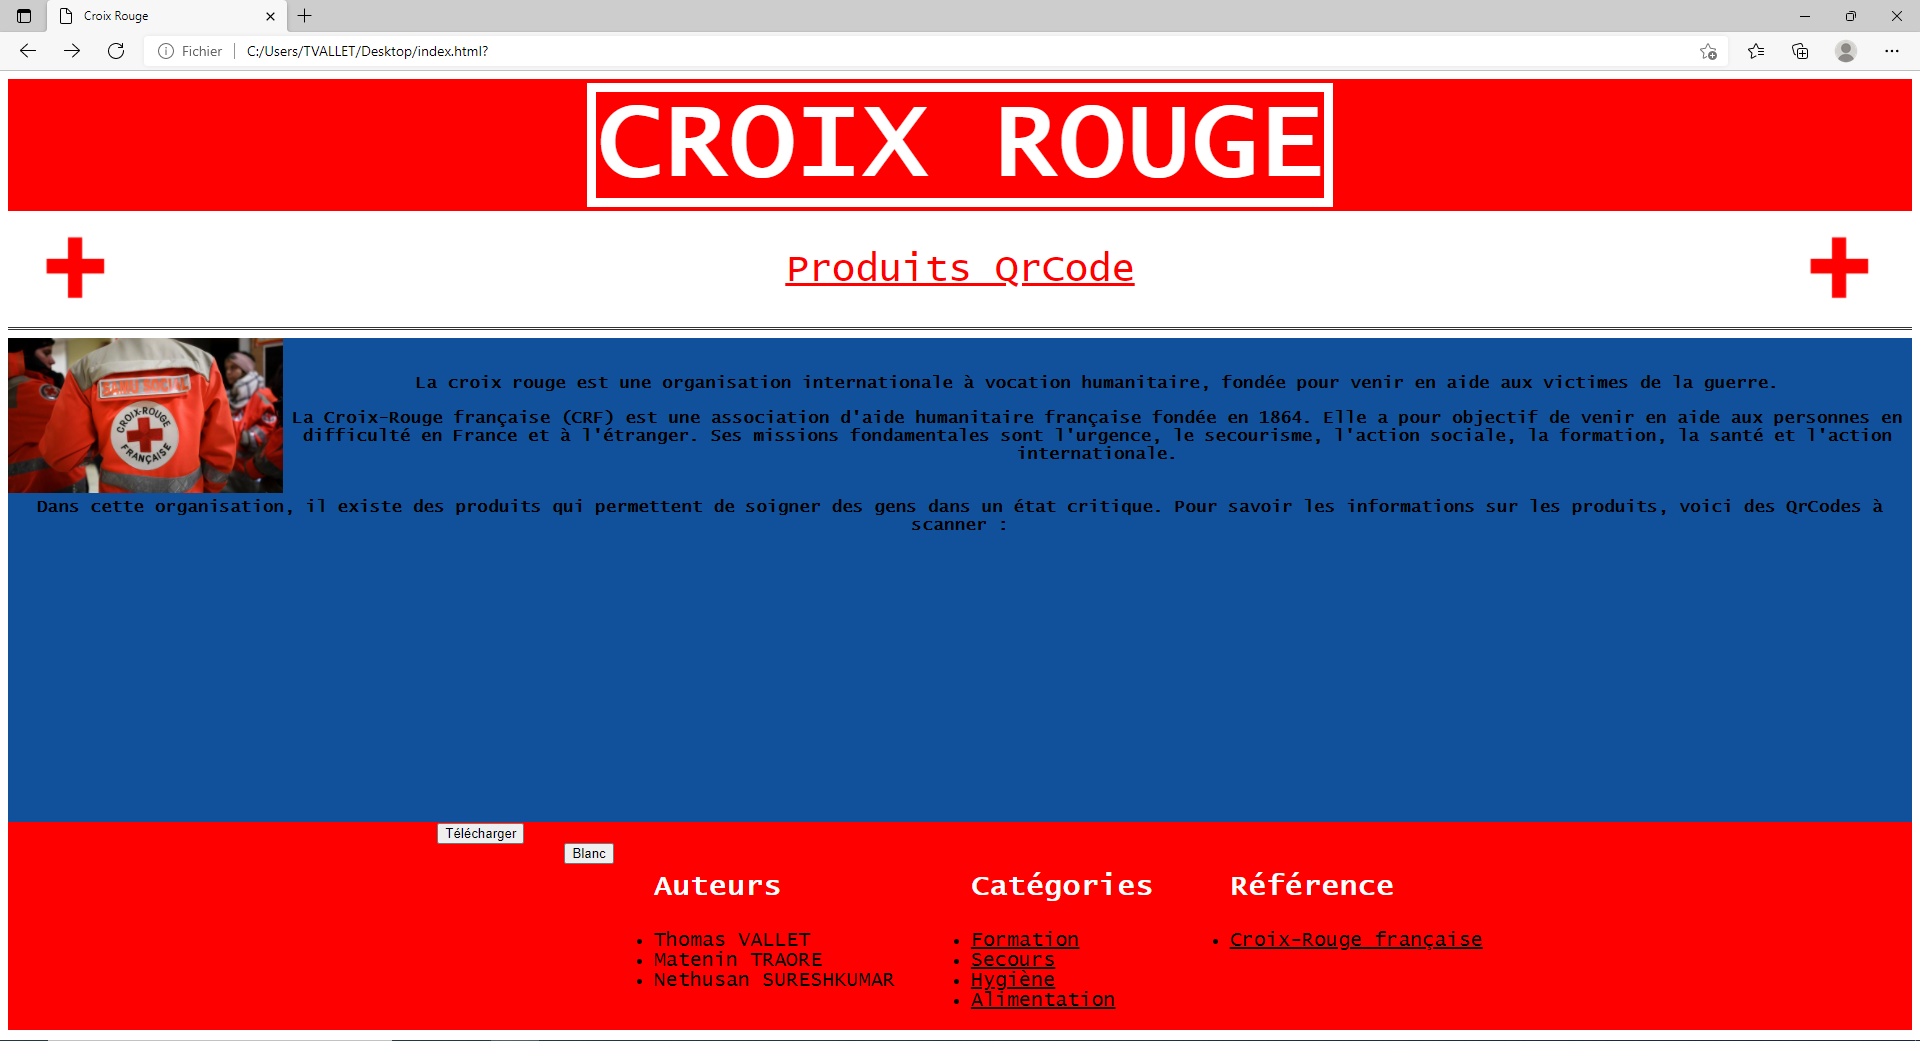 Croix Rouge
Fichier
C:/Users/TVALLET/Desktop/index.html?
CROIX ROUGE
Produits QrCode
SAMU SOCIAL
CROIX-ROUGE
FRANÇAISE
La croix rouge est une organisation internationale à vocation humanitaire, fondée pour venir en aide aux victimes de la guerre.
La Croix-Rouge française (CRF) est une association d'aide humanitaire française fondée en 1864. Elle a pour objectif de venir en aide aux personnes en
difficulté en France et à l'étranger. Ses missions fondamentales sont l'urgence, le secourisme, l'action sociale, la formation, la santé et l'action
internationale.
Dans cette organisation, il existe des produits qui permettent de soigner des gens dans un état critique. Pour savoir les informations sur les produits, voici des QrCodes à
scanner :
Télécharger
Blanc
Auteurs
Thomas VALLET
Matenin TRAORE
Nethusan SURESHKUMAR
Catégories
Formation
Secours
Hygiène
Alimentation
Référence
Croix-Rouge française